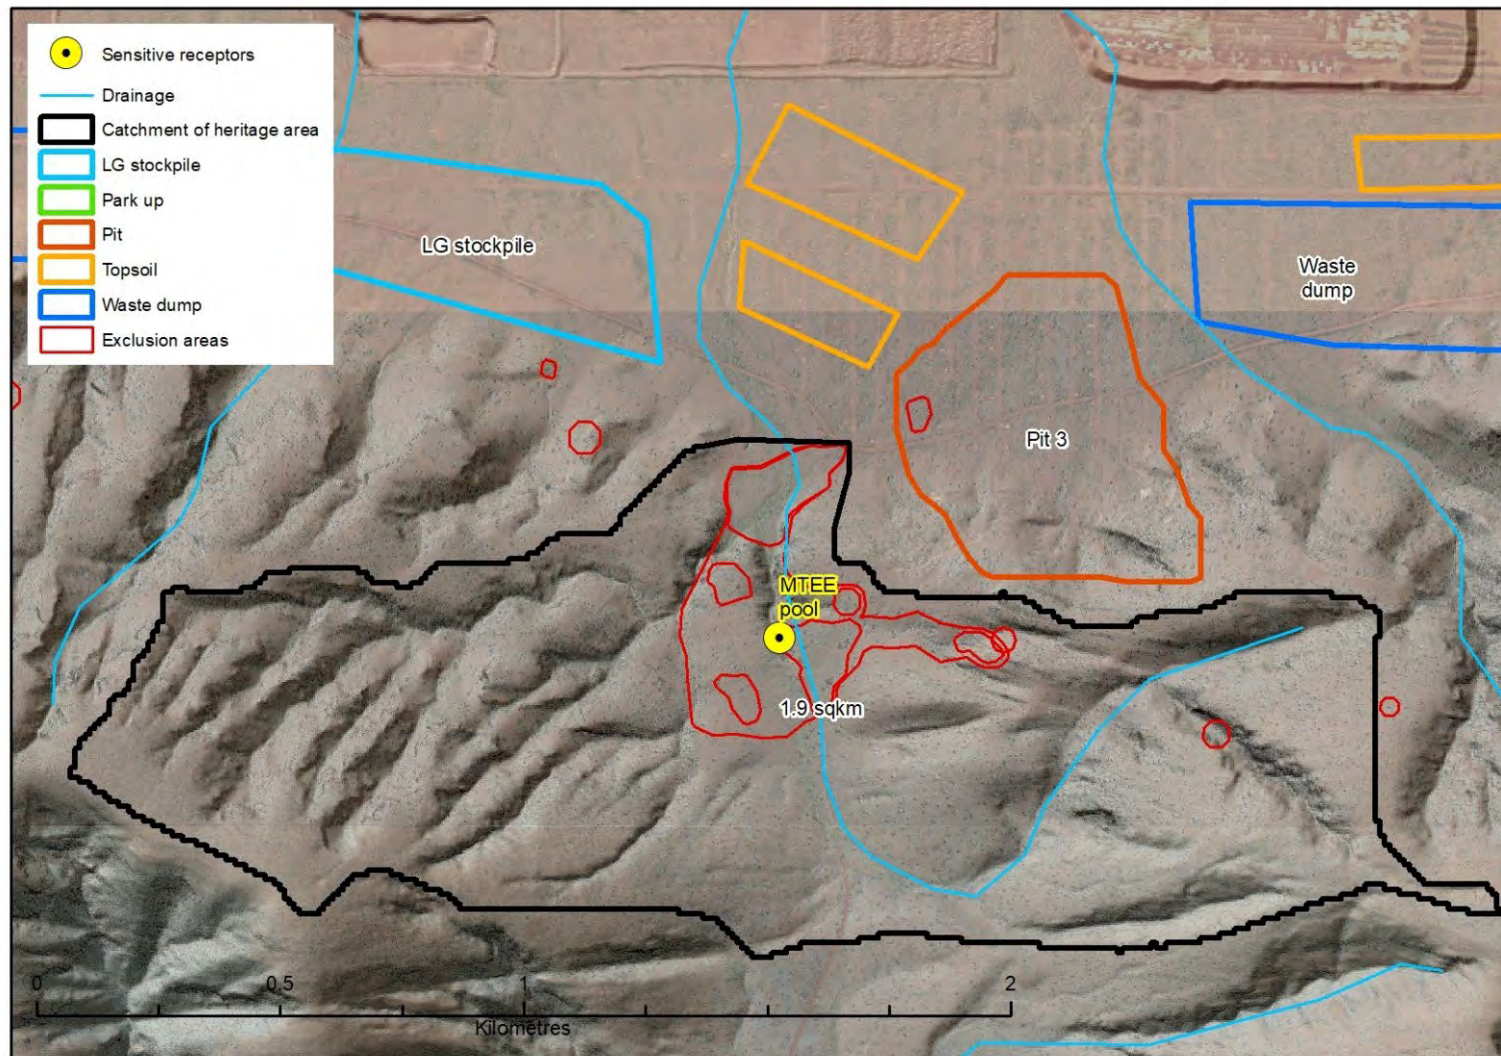 Sensitive receptors
Drainage
Catchment of heritage area
LG stockpile
Park up
Pit
Topsoil
Waste dump
Exclusion areas
LG stockpile
Waste
dump
Pit 3
MTEE
pool
1.9 sqkm
0 0.5 1 2
Kilometres